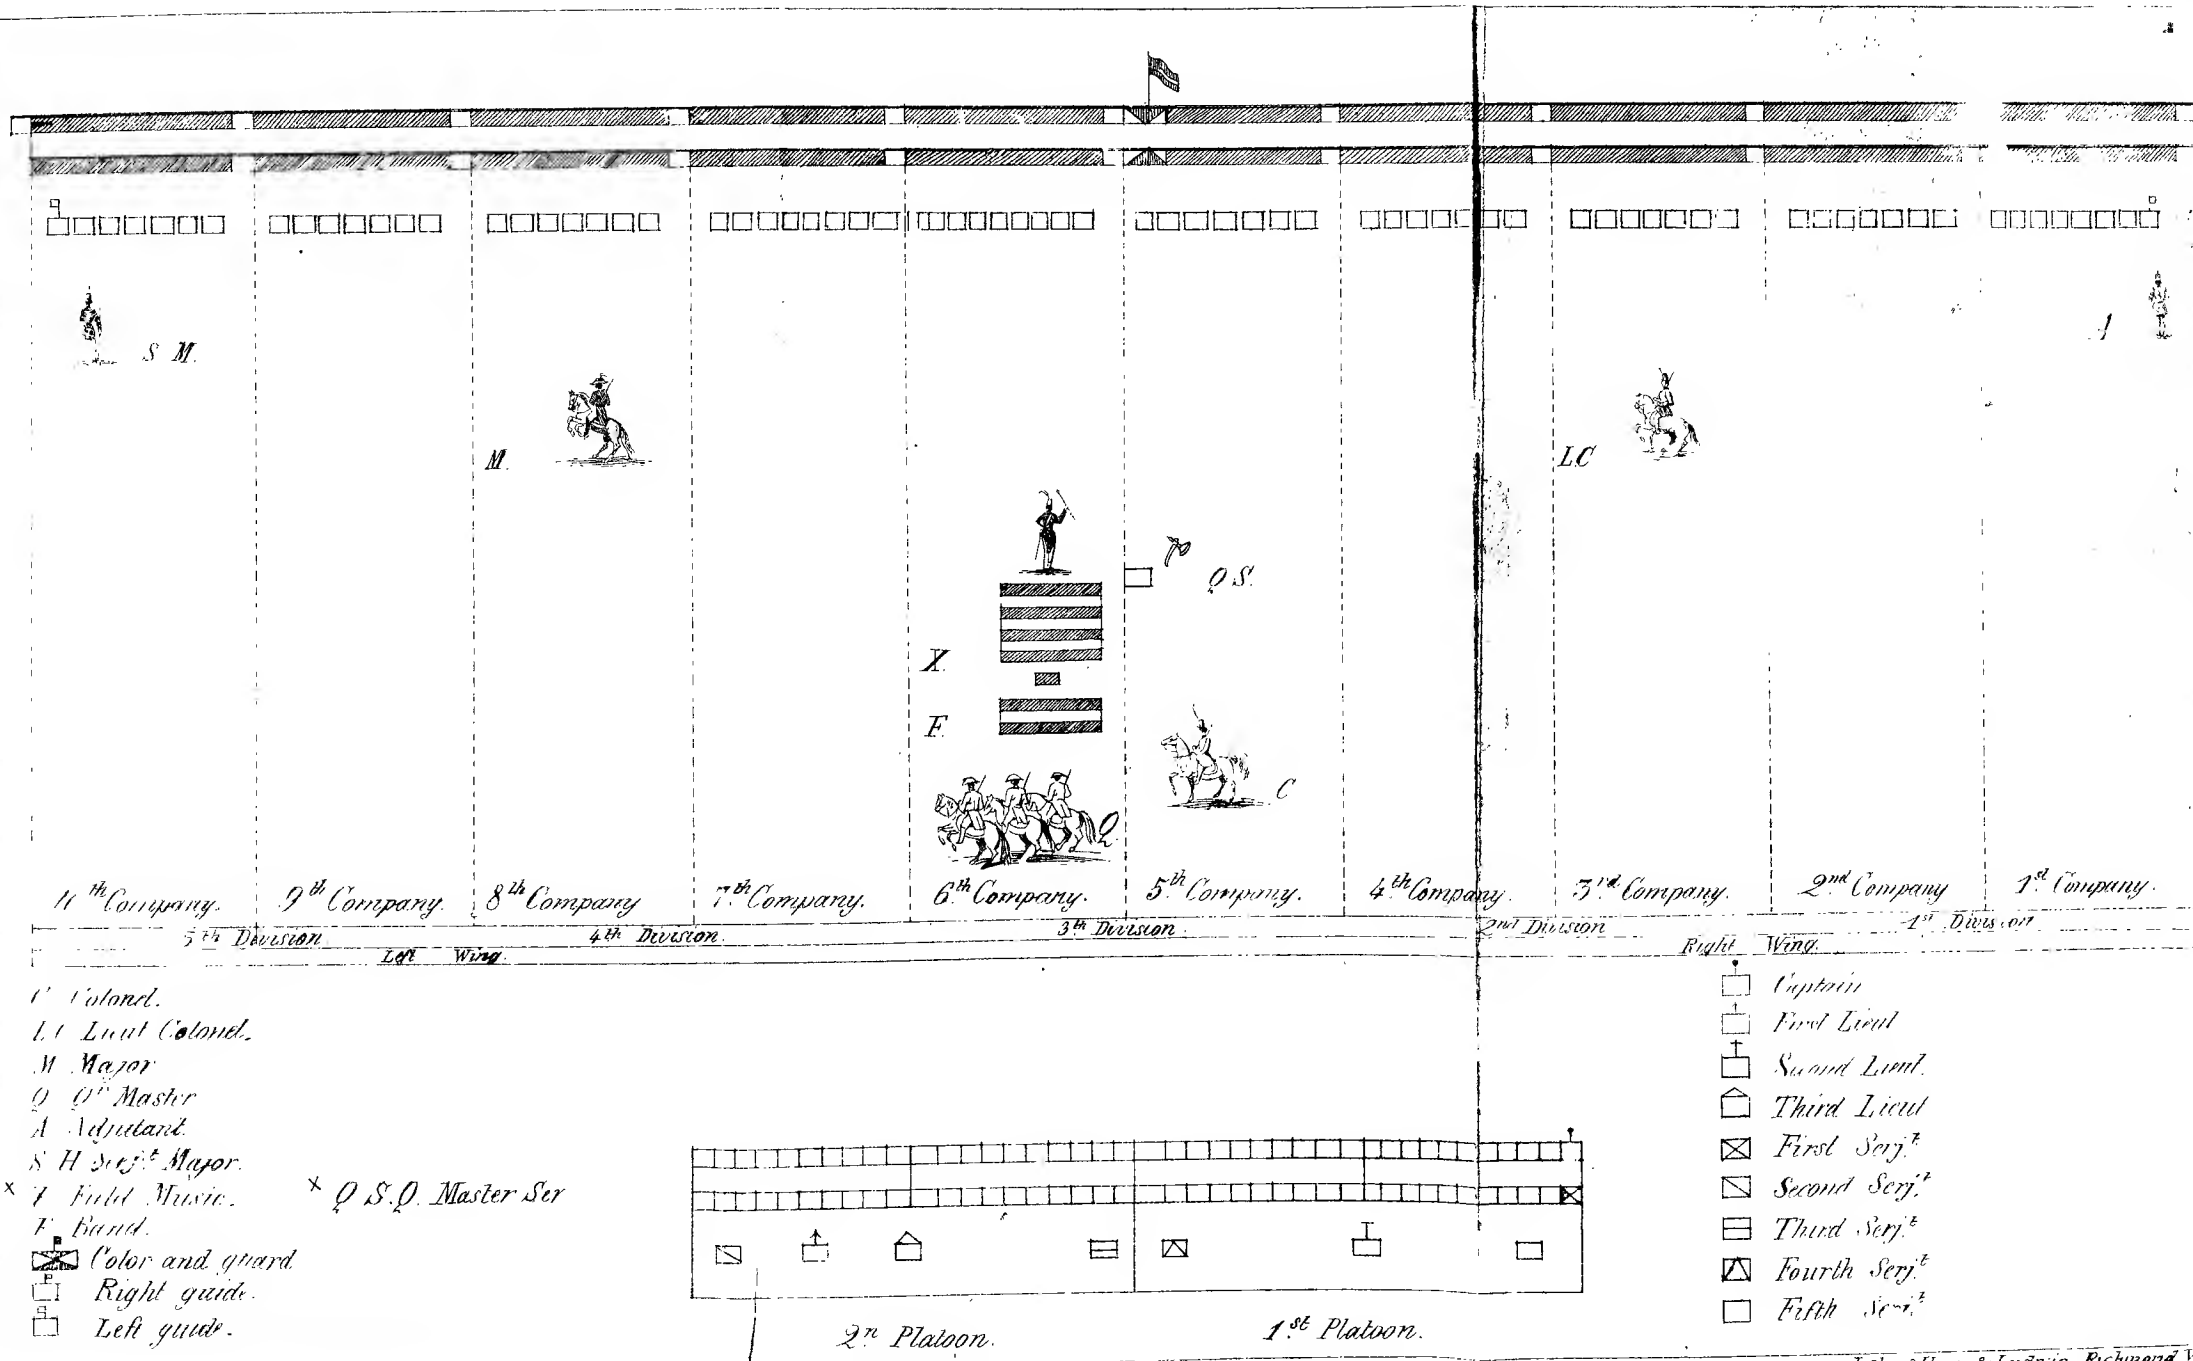 S M.
A
M.
LC
Q S.
X.
F.
C
Q
11th Company. 9th Company. 8th Company 7th Company. 6th Company. 5th Company. 4th Company. 3rd Company. 2nd Company 1st Company.
5th Division 4th Division. 3th Division 2nd Division 1st Division
Left Wing. Right Wing.
C Colonel.
LC Lieut Colonel.
M Major
Q Qr Master
A Adjutant.
S H Serjt Major.
x F Field Music.
x Q S. Q. Master Ser
F Band.
Color and guard
Right guide.
Left guide.
Captain
First Lieut
Second Lieut.
Third Lieut
First Serjt
Second Serjt
Third Serjt
Fourth Serjt
Fifth Serjt
2n Platoon. 1st Platoon.
& Ludwig, Richmond